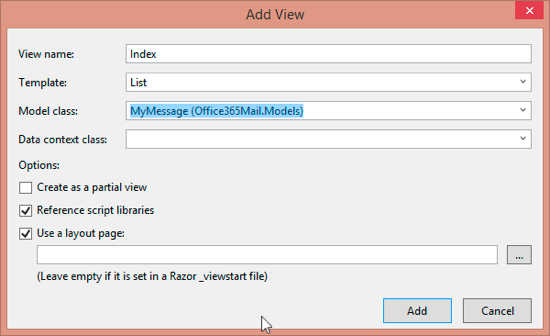 Add View
View name: Index
Template: List
Model class: MyMessage (Office365Mail.Models)
Data context class:
Options:
Create as a partial view
Reference script libraries
Use a layout page:
...
(Leave empty if it is set in a Razor _viewstart file)
Add Cancel